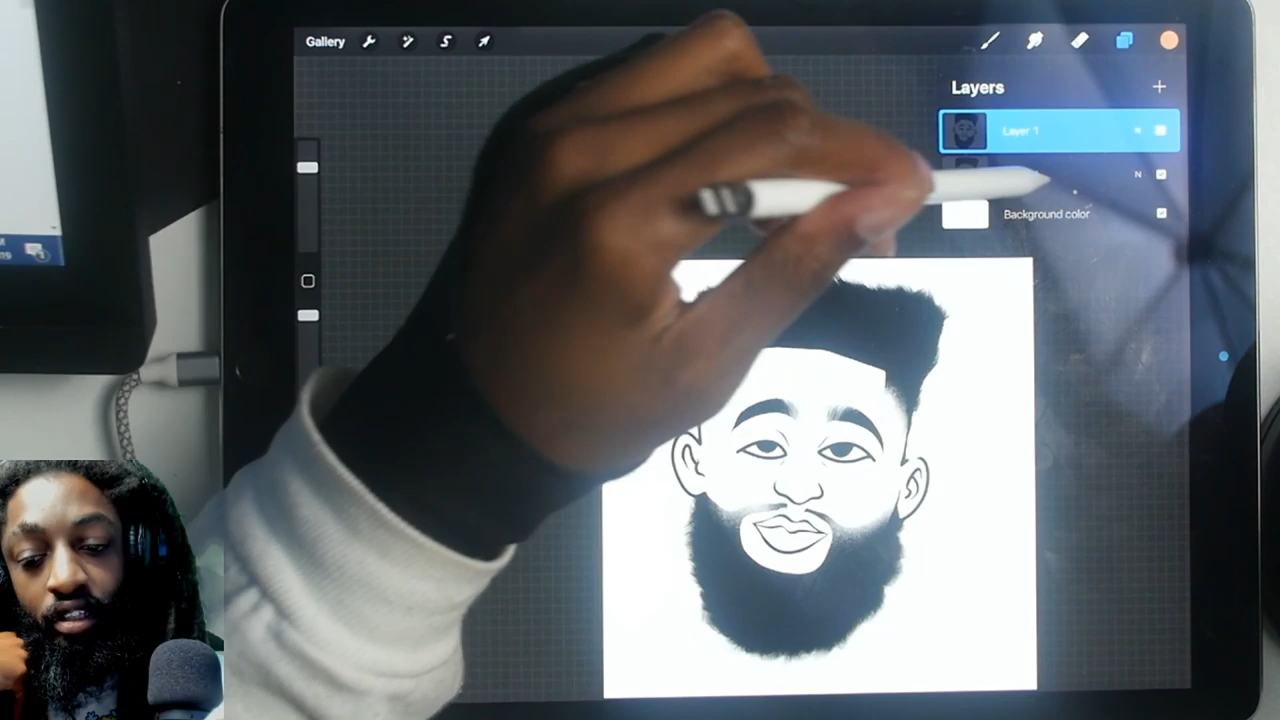 Gallery
Layers
Layer 1
N
N
Background color